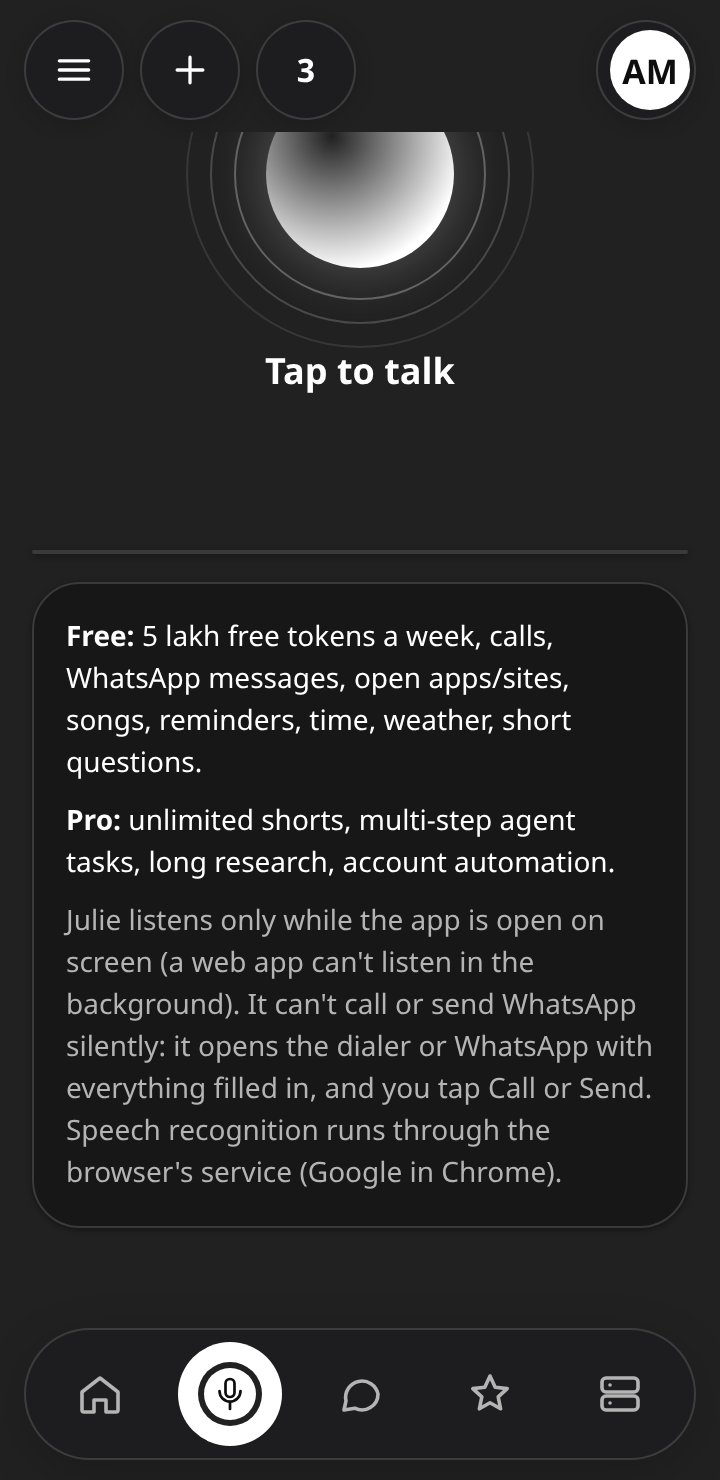 3
AM
Tap to talk
Free: 5 lakh free tokens a week, calls,
WhatsApp messages, open apps/sites,
songs, reminders, time, weather, short
questions.
Pro: unlimited shorts, multi-step agent
tasks, long research, account automation.
Julie listens only while the app is open on
screen (a web app can't listen in the
background). It can't call or send WhatsApp
silently: it opens the dialer or WhatsApp with
everything filled in, and you tap Call or Send.
Speech recognition runs through the
browser's service (Google in Chrome).